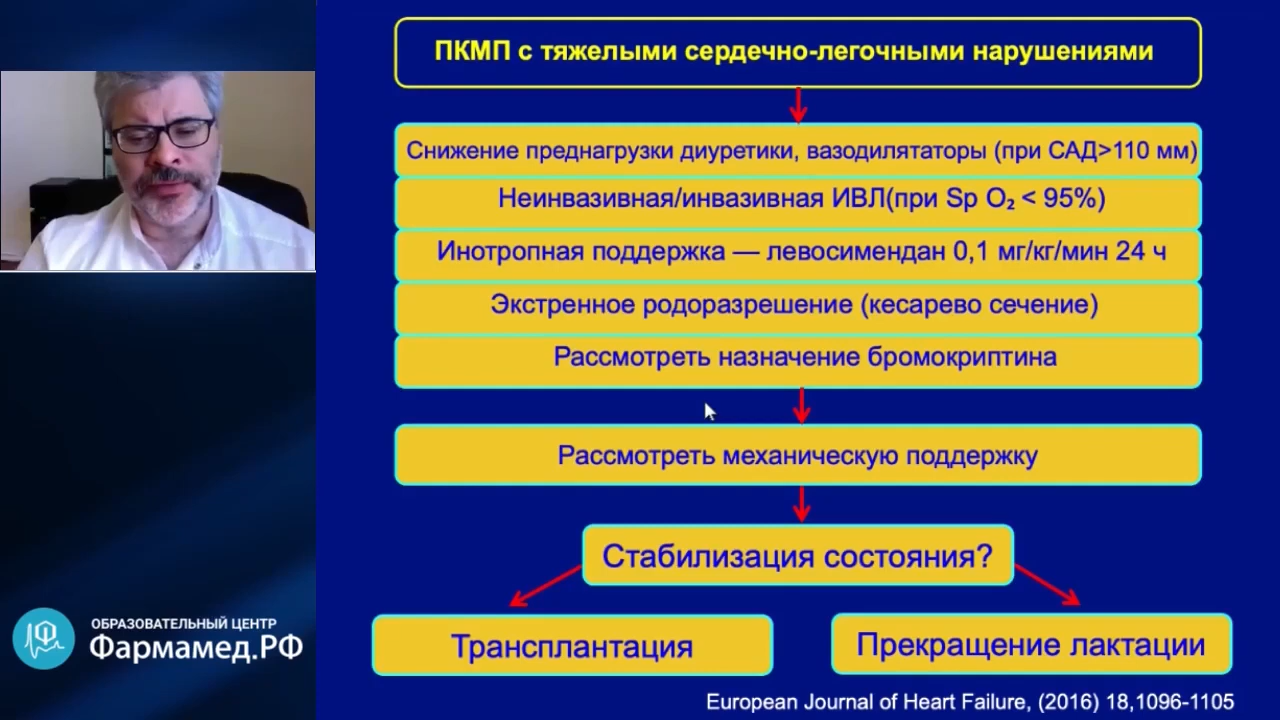 ПКМП с тяжелыми сердечно-легочными нарушениями
Снижение преднагрузки диуретики, вазодилятаторы (при САД>110 мм)
Неинвазивная/инвазивная ИВЛ(при Sp O₂ < 95%)
Инотропная поддержка — левосимендан 0,1 мг/кг/мин 24 ч
Экстренное родоразрешение (кесарево сечение)
Рассмотреть назначение бромокриптина
Рассмотреть механическую поддержку
Стабилизация состояния?
Трансплантация
Прекращение лактации
European Journal of Heart Failure, (2016) 18,1096-1105
ОБРАЗОВАТЕЛЬНЫЙ ЦЕНТР
Фармамед.РФ